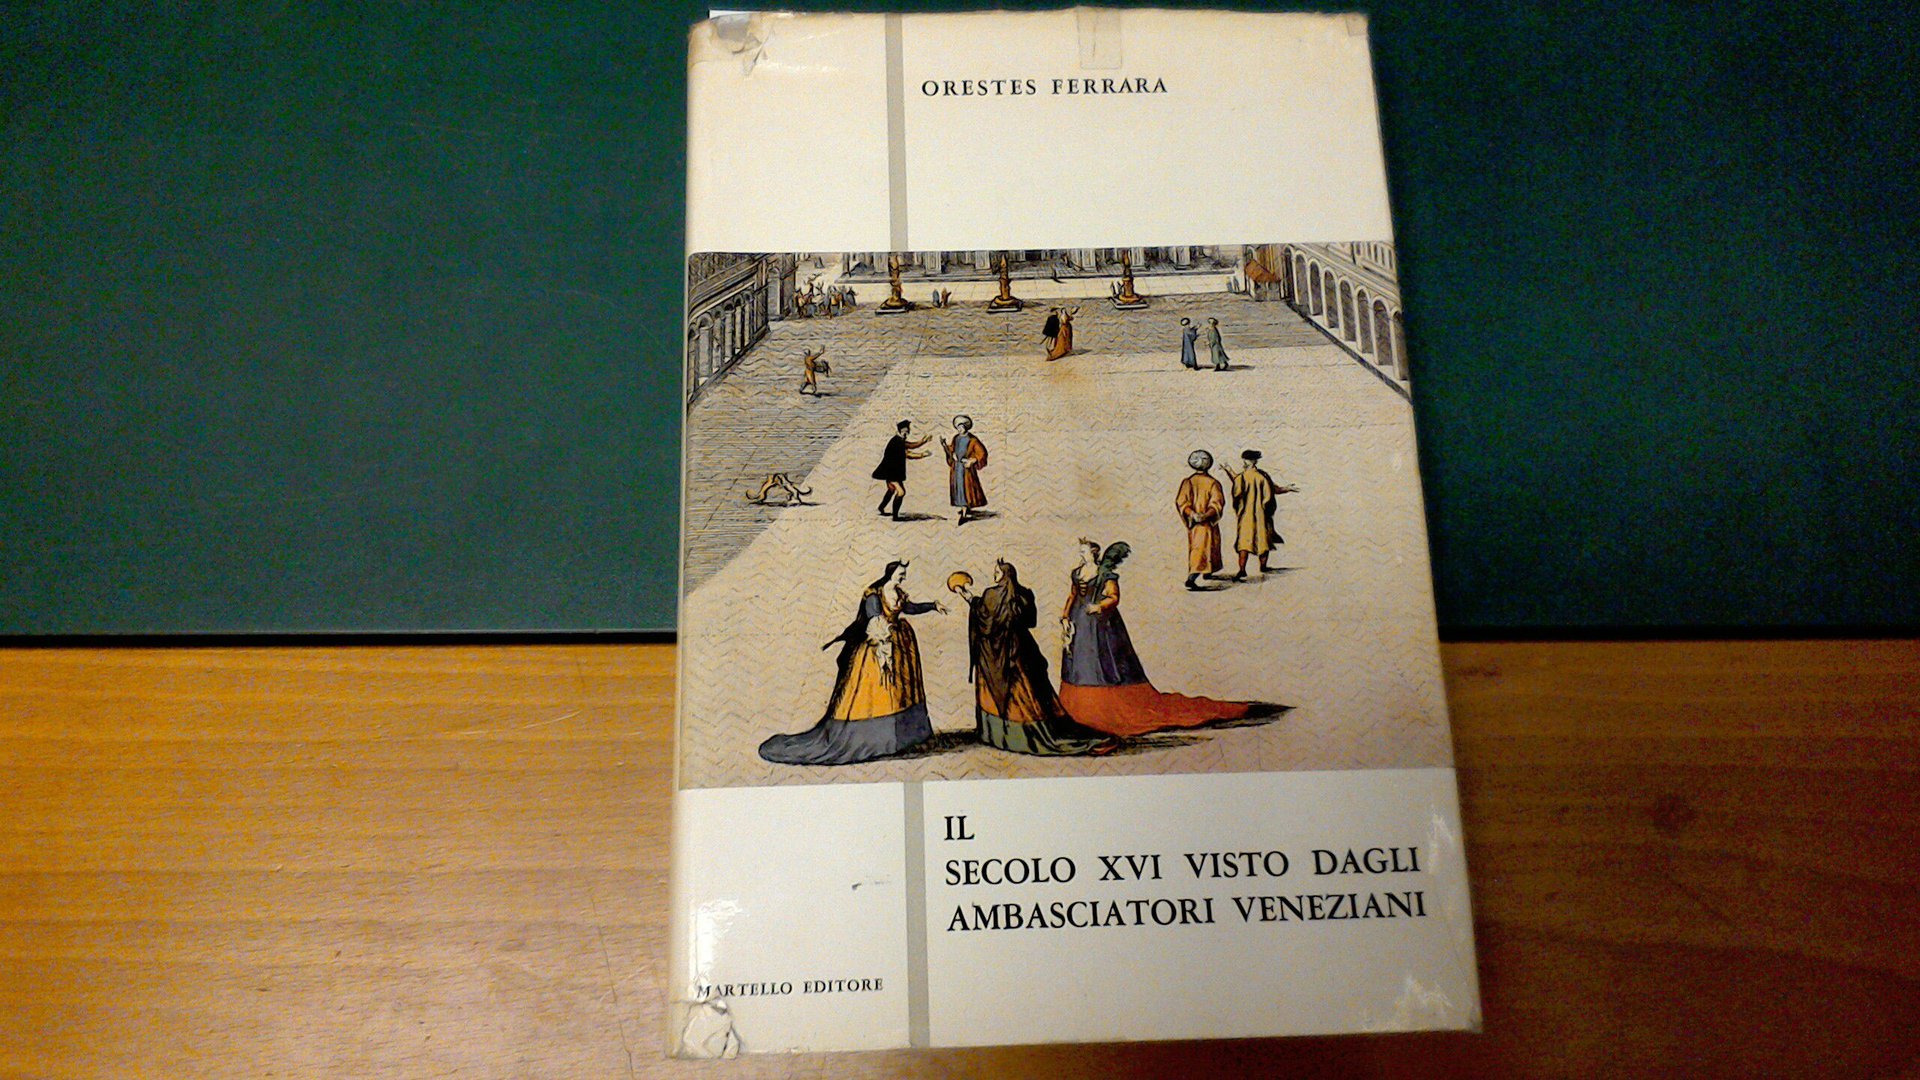 ORESTES FERRARA
IL
SECOLO XVI VISTO DAGLI
AMBASCIATORI VENEZIANI
MARTELLO EDITORE